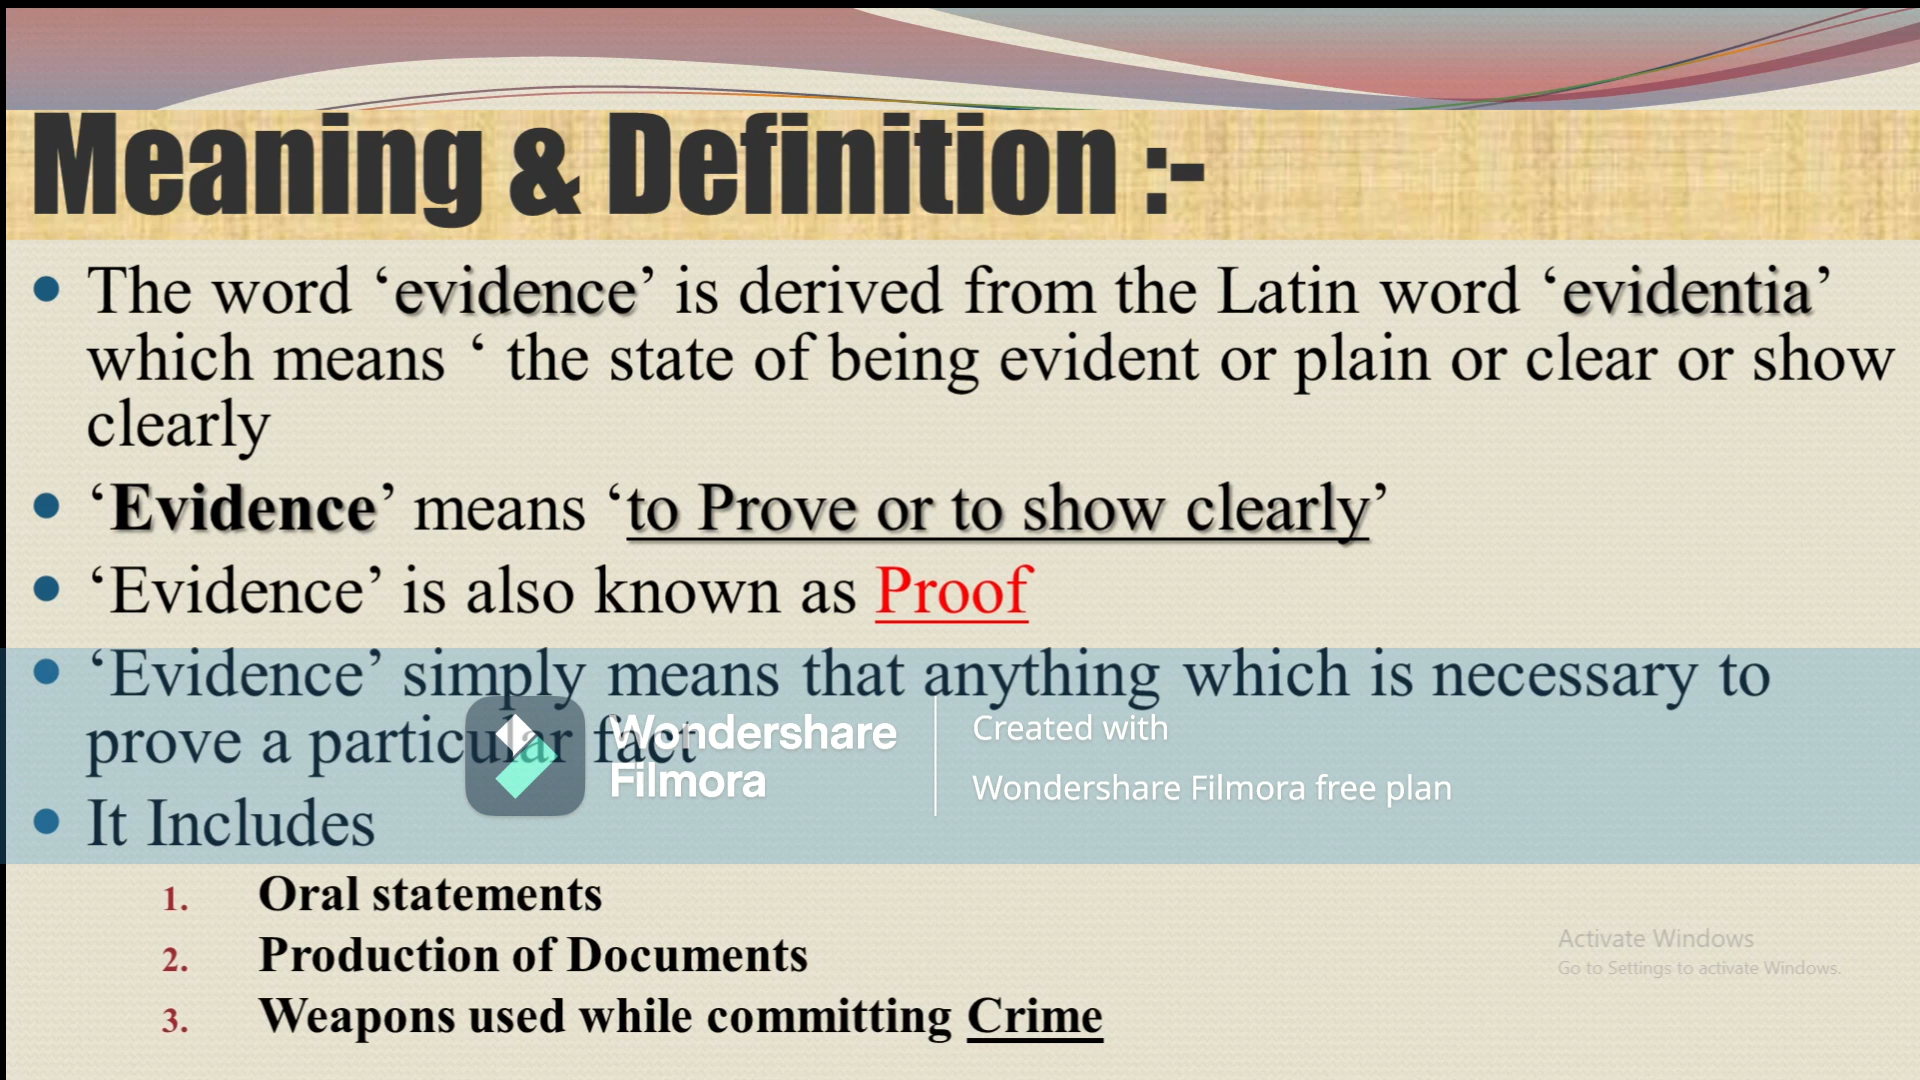 Meaning & Definition :-
• The word ‘evidence’ is derived from the Latin word ‘evidentia’
which means ‘ the state of being evident or plain or clear or show
clearly
• ‘Evidence’ means ‘to Prove or to show clearly’
• ‘Evidence’ is also known as Proof
• ‘Evidence’ simply means that anything which is necessary to
prove a particular fact
Wondershare
Filmora
Created with
Wondershare Filmora free plan
• It Includes
1. Oral statements
2. Production of Documents
3. Weapons used while committing Crime
Activate Windows
Go to Settings to activate Windows.